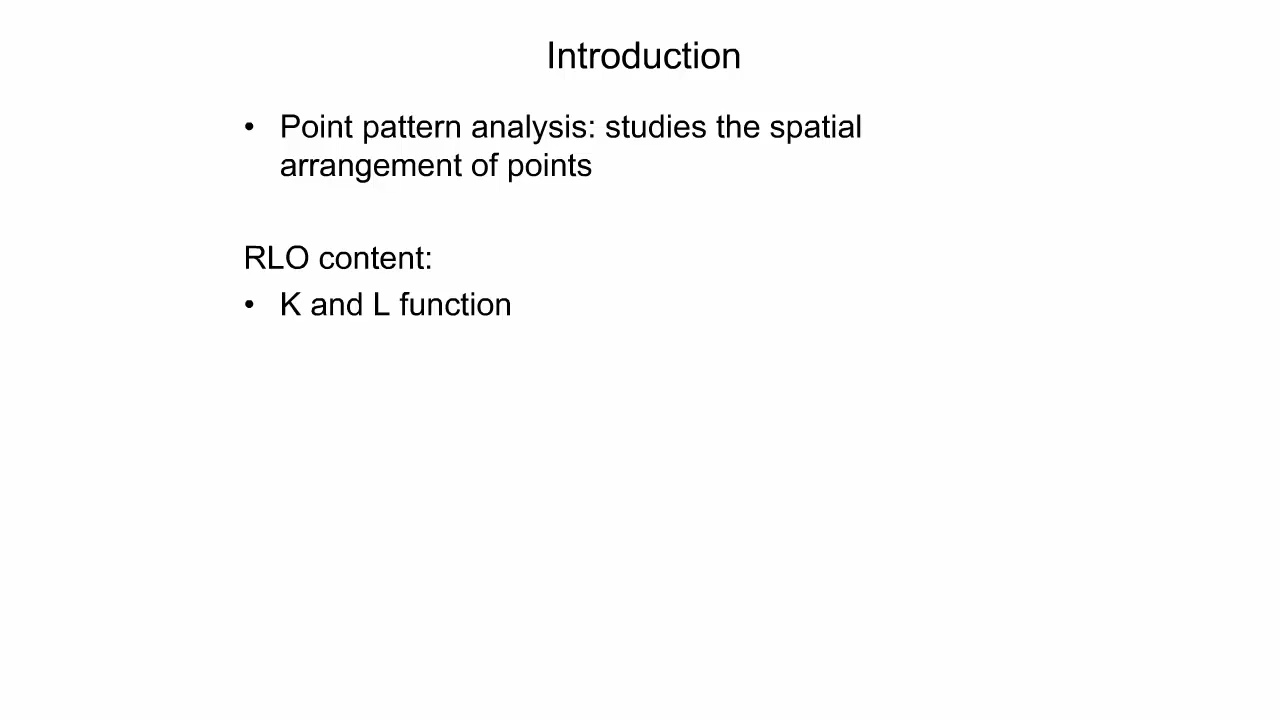 Introduction
• Point pattern analysis: studies the spatial
arrangement of points
RLO content:
• K and L function